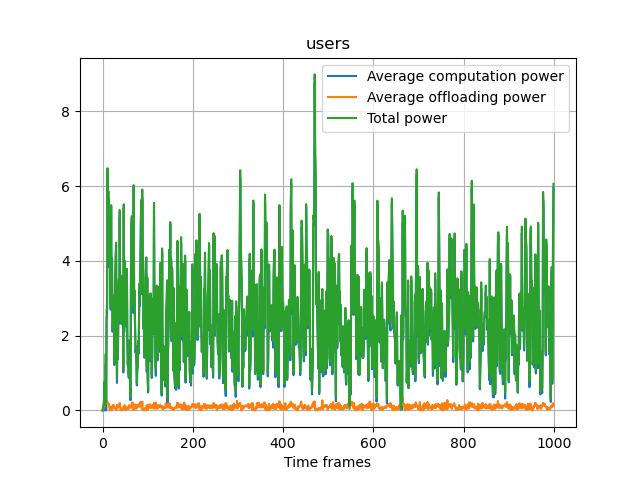 users
Average computation power
Average offloading power
Total power
8
6
4
2
0
0 200 400 600 800 1000
Time frames